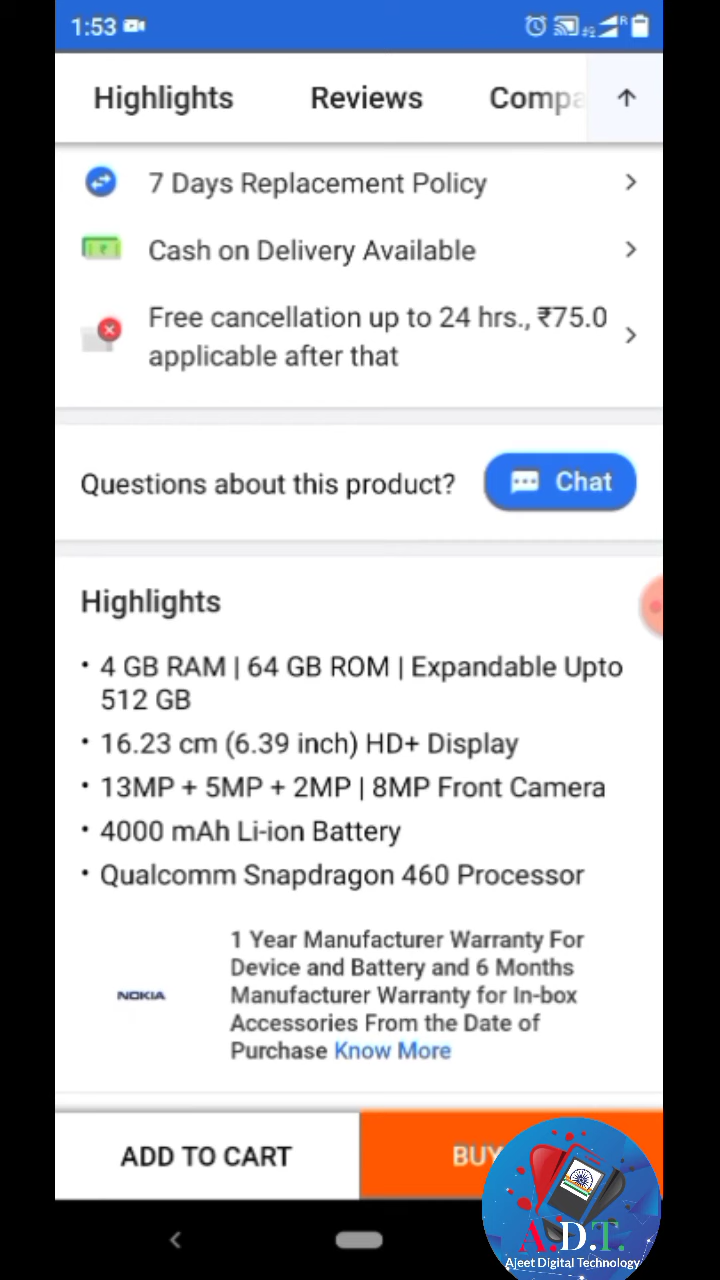 1:53
4G
R
Highlights
Reviews
Compa
7 Days Replacement Policy
Cash on Delivery Available
Free cancellation up to 24 hrs., ₹75.0
applicable after that
Questions about this product?
Chat
Highlights
• 4 GB RAM | 64 GB ROM | Expandable Upto
512 GB
• 16.23 cm (6.39 inch) HD+ Display
• 13MP + 5MP + 2MP | 8MP Front Camera
• 4000 mAh Li-ion Battery
• Qualcomm Snapdragon 460 Processor
NOKIA
1 Year Manufacturer Warranty For
Device and Battery and 6 Months
Manufacturer Warranty for In-box
Accessories From the Date of
Purchase Know More
ADD TO CART
BUY
A.D.T.
Ajeet Digital Technology